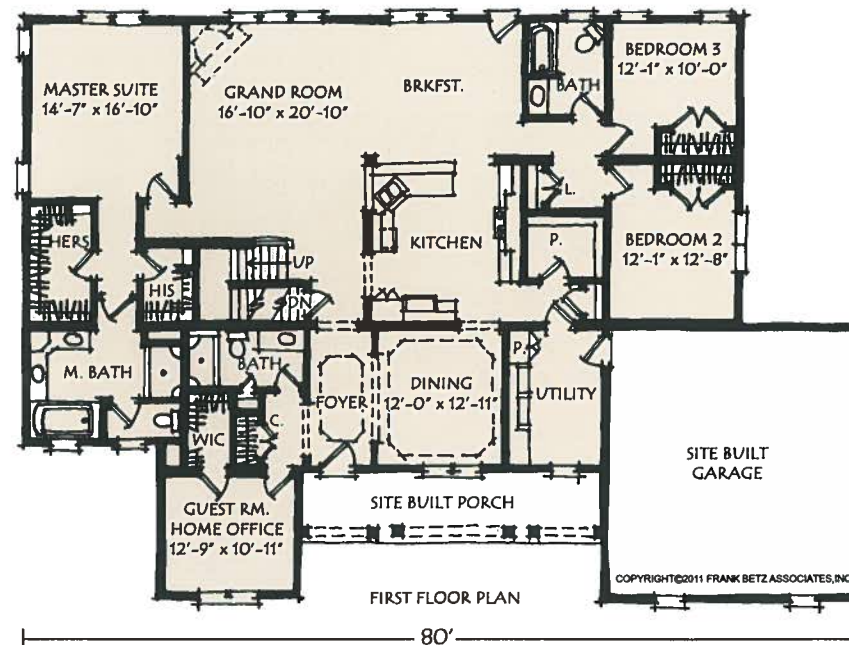 MASTER SUITE
14'-7" x 16'-10"
GRAND ROOM
16'-10" x 20'-10"
BRKFST.
BATH
BEDROOM 3
12'-1" x 10'-0"
L.
HERS
HIS
UP
DN
KITCHEN
P.
BEDROOM 2
12'-1" x 12'-8"
M. BATH
BATH
WIC
C.
FOYER
DINING
12'-0" x 12'-11"
P.
UTILITY
SITE BUILT
GARAGE
GUEST RM.
HOME OFFICE
12'-9" x 10'-11"
SITE BUILT PORCH
COPYRIGHT©2011 FRANK BETZ ASSOCIATES,INC
FIRST FLOOR PLAN
80'